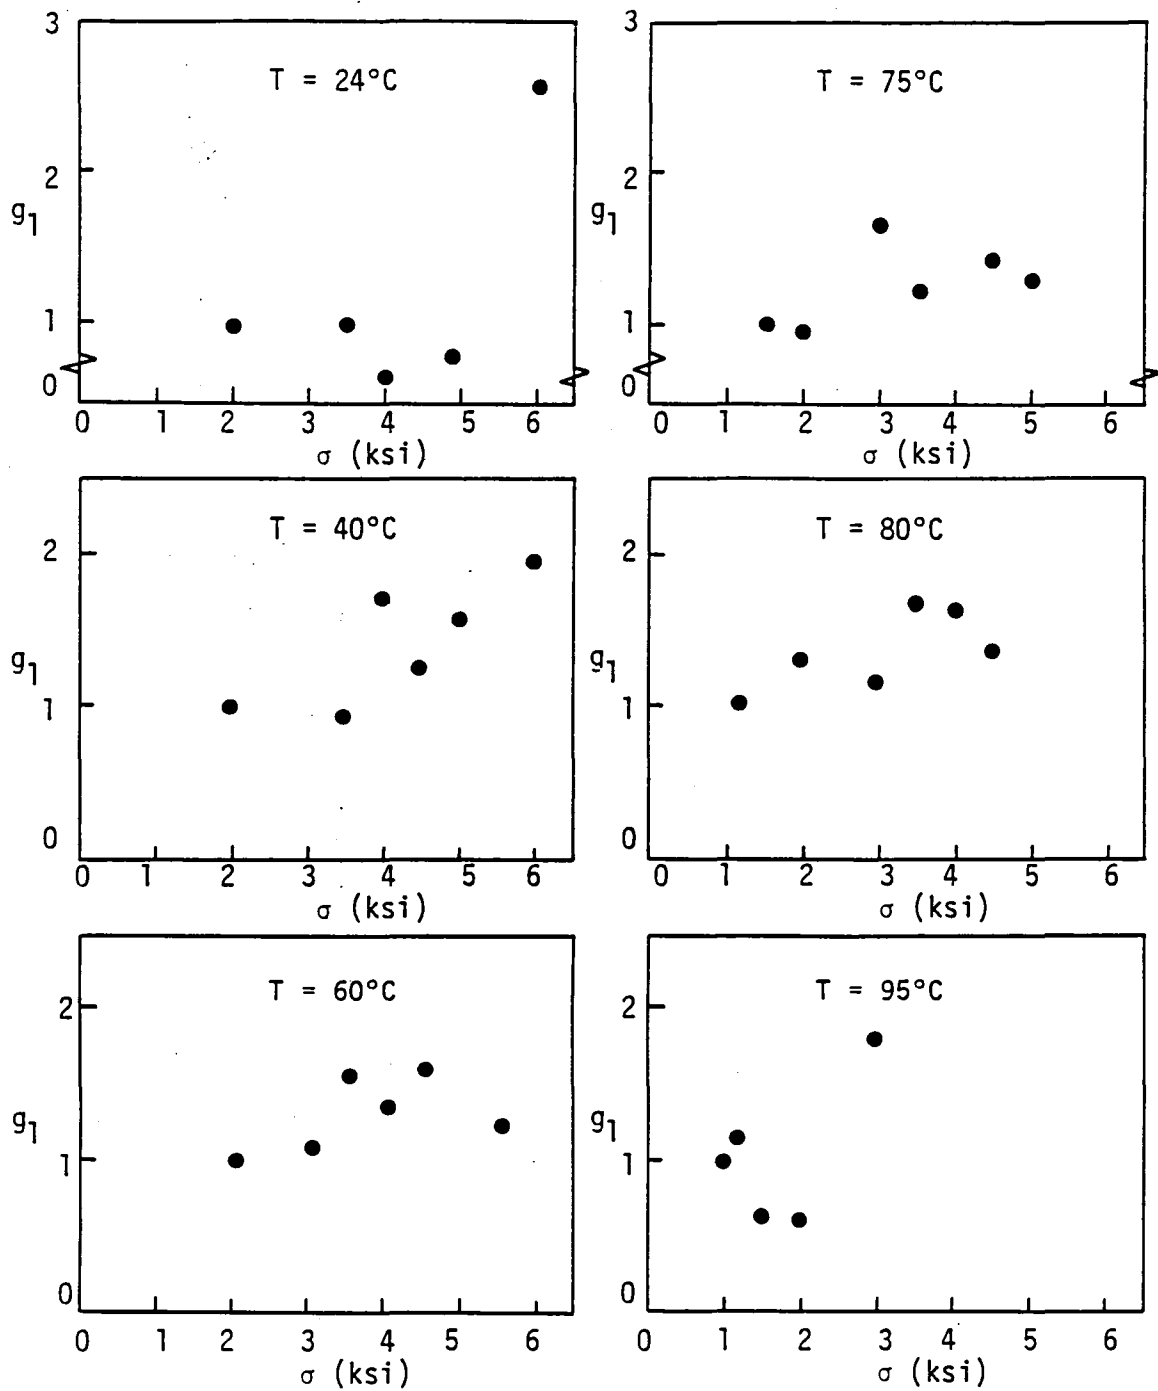 3
T = 24°C
2
g1
1
0
0 1 2 3 4 5 6
σ (ksi)
3
T = 75°C
2
g1
1
0
0 1 2 3 4 5 6
σ (ksi)
T = 40°C
2
g1
1
0
0 1 2 3 4 5 6
σ (ksi)
T = 80°C
2
g1
1
0
0 1 2 3 4 5 6
σ (ksi)
T = 60°C
2
g1
1
0
0 1 2 3 4 5 6
σ (ksi)
T = 95°C
2
g1
1
0
0 1 2 3 4 5 6
σ (ksi)